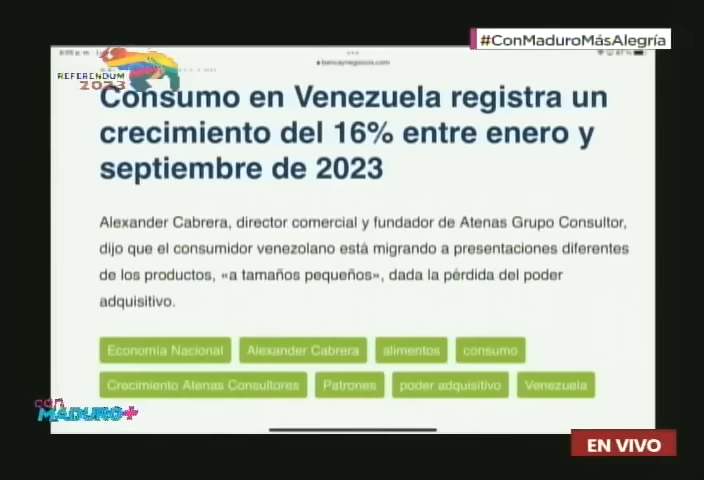 #ConMaduroMásAlegría
REFERENDUM
2023
bancaynegocios.com
Consumo en Venezuela registra un
crecimiento del 16% entre enero y
septiembre de 2023
Alexander Cabrera, director comercial y fundador de Atenas Grupo Consultor,
dijo que el consumidor venezolano está migrando a presentaciones diferentes
de los productos, «a tamaños pequeños», dada la pérdida del poder
adquisitivo.
Economía Nacional Alexander Cabrera alimentos consumo
Crecimiento Atenas Consultores Patrones poder adquisitivo Venezuela
con
MADURO+
EN VIVO